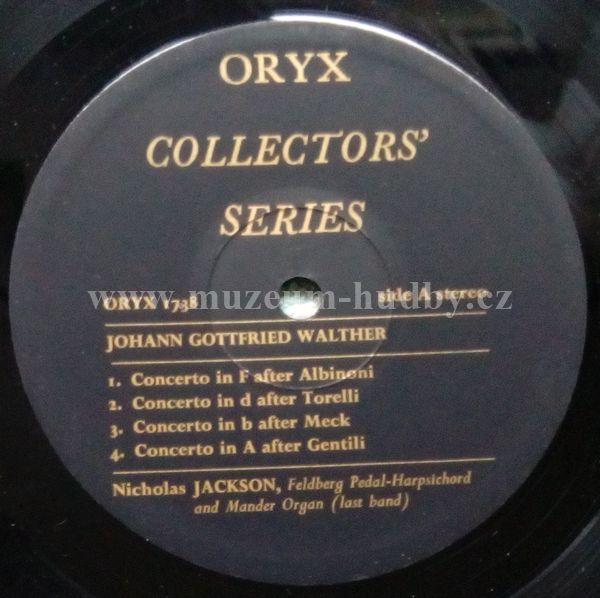 ORYX
COLLECTORS'
SERIES
www.muzeum-hudby.cz
ORYX 1738 side A stereo
JOHANN GOTTFRIED WALTHER
1. Concerto in F after Albinoni
2. Concerto in d after Torelli
3. Concerto in b after Meck
4. Concerto in A after Gentili
Nicholas JACKSON, Feldberg Pedal-Harpsichord
and Mander Organ (last band)